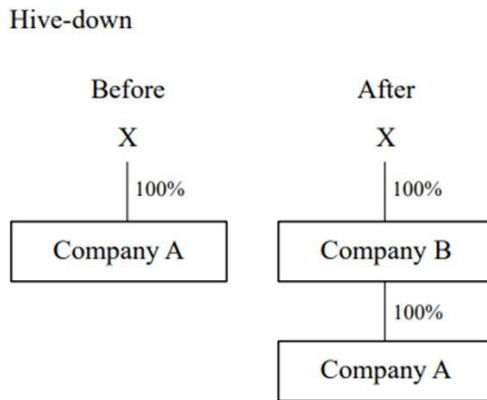 Hive-down
Before After
X X
100% 100%
Company A Company B
100%
Company A